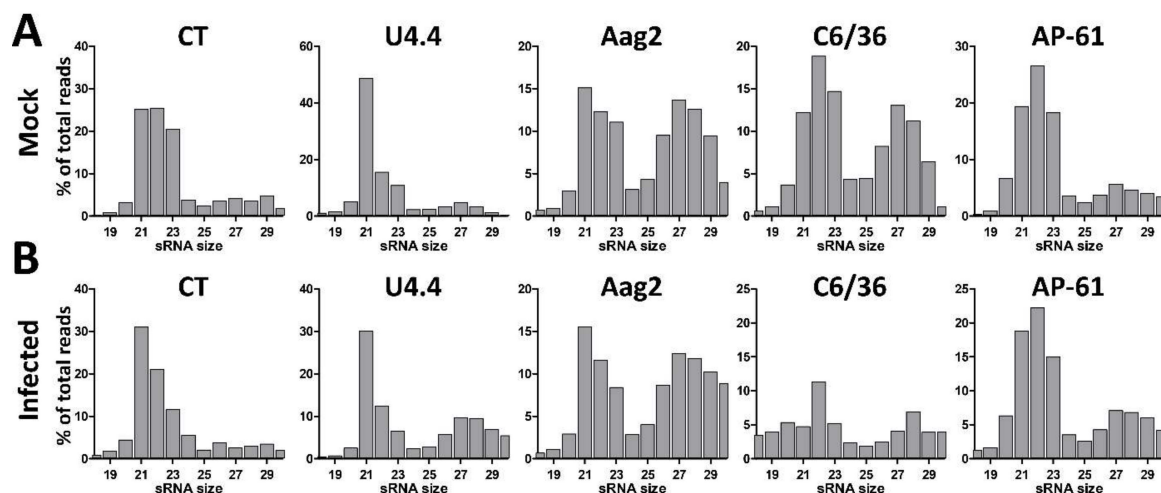 A
CT U4.4 Aag2 C6/36 AP-61
Mock
% of total reads
40 60 20 20 30
30 40 15 15 20
20 20 10 10 10
10 5 5
0 0 0 0 0
19 21 23 25 27 29 19 21 23 25 27 29 19 21 23 25 27 29 19 21 23 25 27 29 19 21 23 25 27 29
sRNA size sRNA size sRNA size sRNA size sRNA size
B
CT U4.4 Aag2 C6/36 AP-61
Infected
% of total reads
40 40 20 25 25
30 30 15 20 20
20 20 10 15 15
10 10 5 10 10
5 5
0 0 0 0 0
19 21 23 25 27 29 19 21 23 25 27 29 19 21 23 25 27 29 19 21 23 25 27 29 19 21 23 25 27 29
sRNA size sRNA size sRNA size sRNA size sRNA size